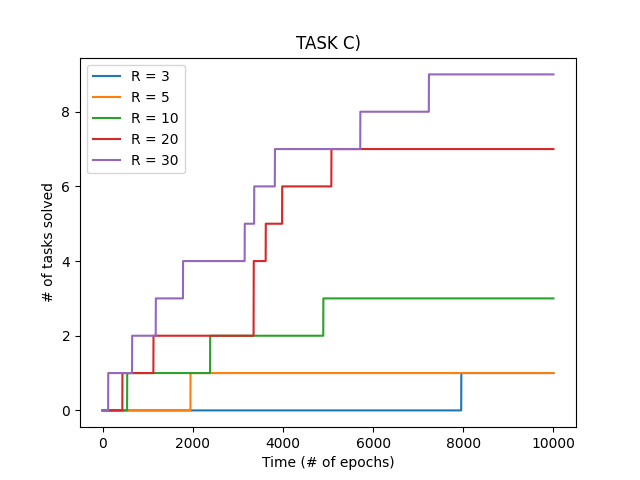 TASK C)
R = 3
R = 5
R = 10
R = 20
R = 30
# of tasks solved
8
6
4
2
0
0 2000 4000 6000 8000 10000
Time (# of epochs)